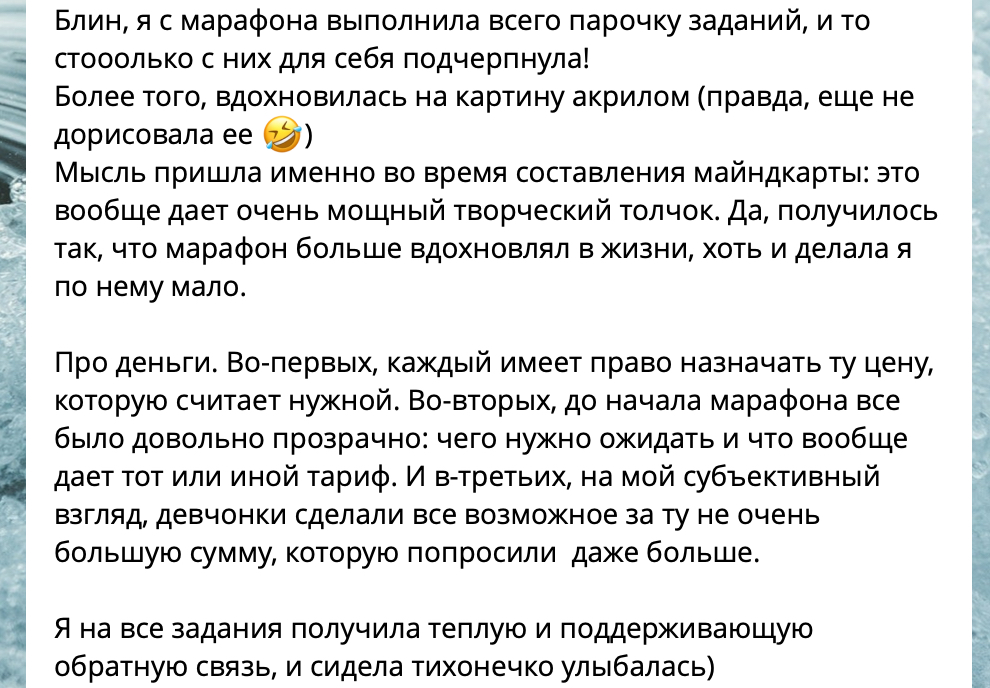 Блин, я с марафона выполнила всего парочку заданий, и то
стооолько с них для себя подчерпнула!
Более того, вдохновилась на картину акрилом (правда, еще не
дорисовала ее 🤣)
Мысль пришла именно во время составления майндкарты: это
вообще дает очень мощный творческий толчок. Да, получилось
так, что марафон больше вдохновлял в жизни, хоть и делала я
по нему мало.

Про деньги. Во-первых, каждый имеет право назначать ту цену,
которую считает нужной. Во-вторых, до начала марафона все
было довольно прозрачно: чего нужно ожидать и что вообще
дает тот или иной тариф. И в-третьих, на мой субъективный
взгляд, девчонки сделали все возможное за ту не очень
большую сумму, которую попросили  даже больше.

Я на все задания получила теплую и поддерживающую
обратную связь, и сидела тихонечко улыбалась)